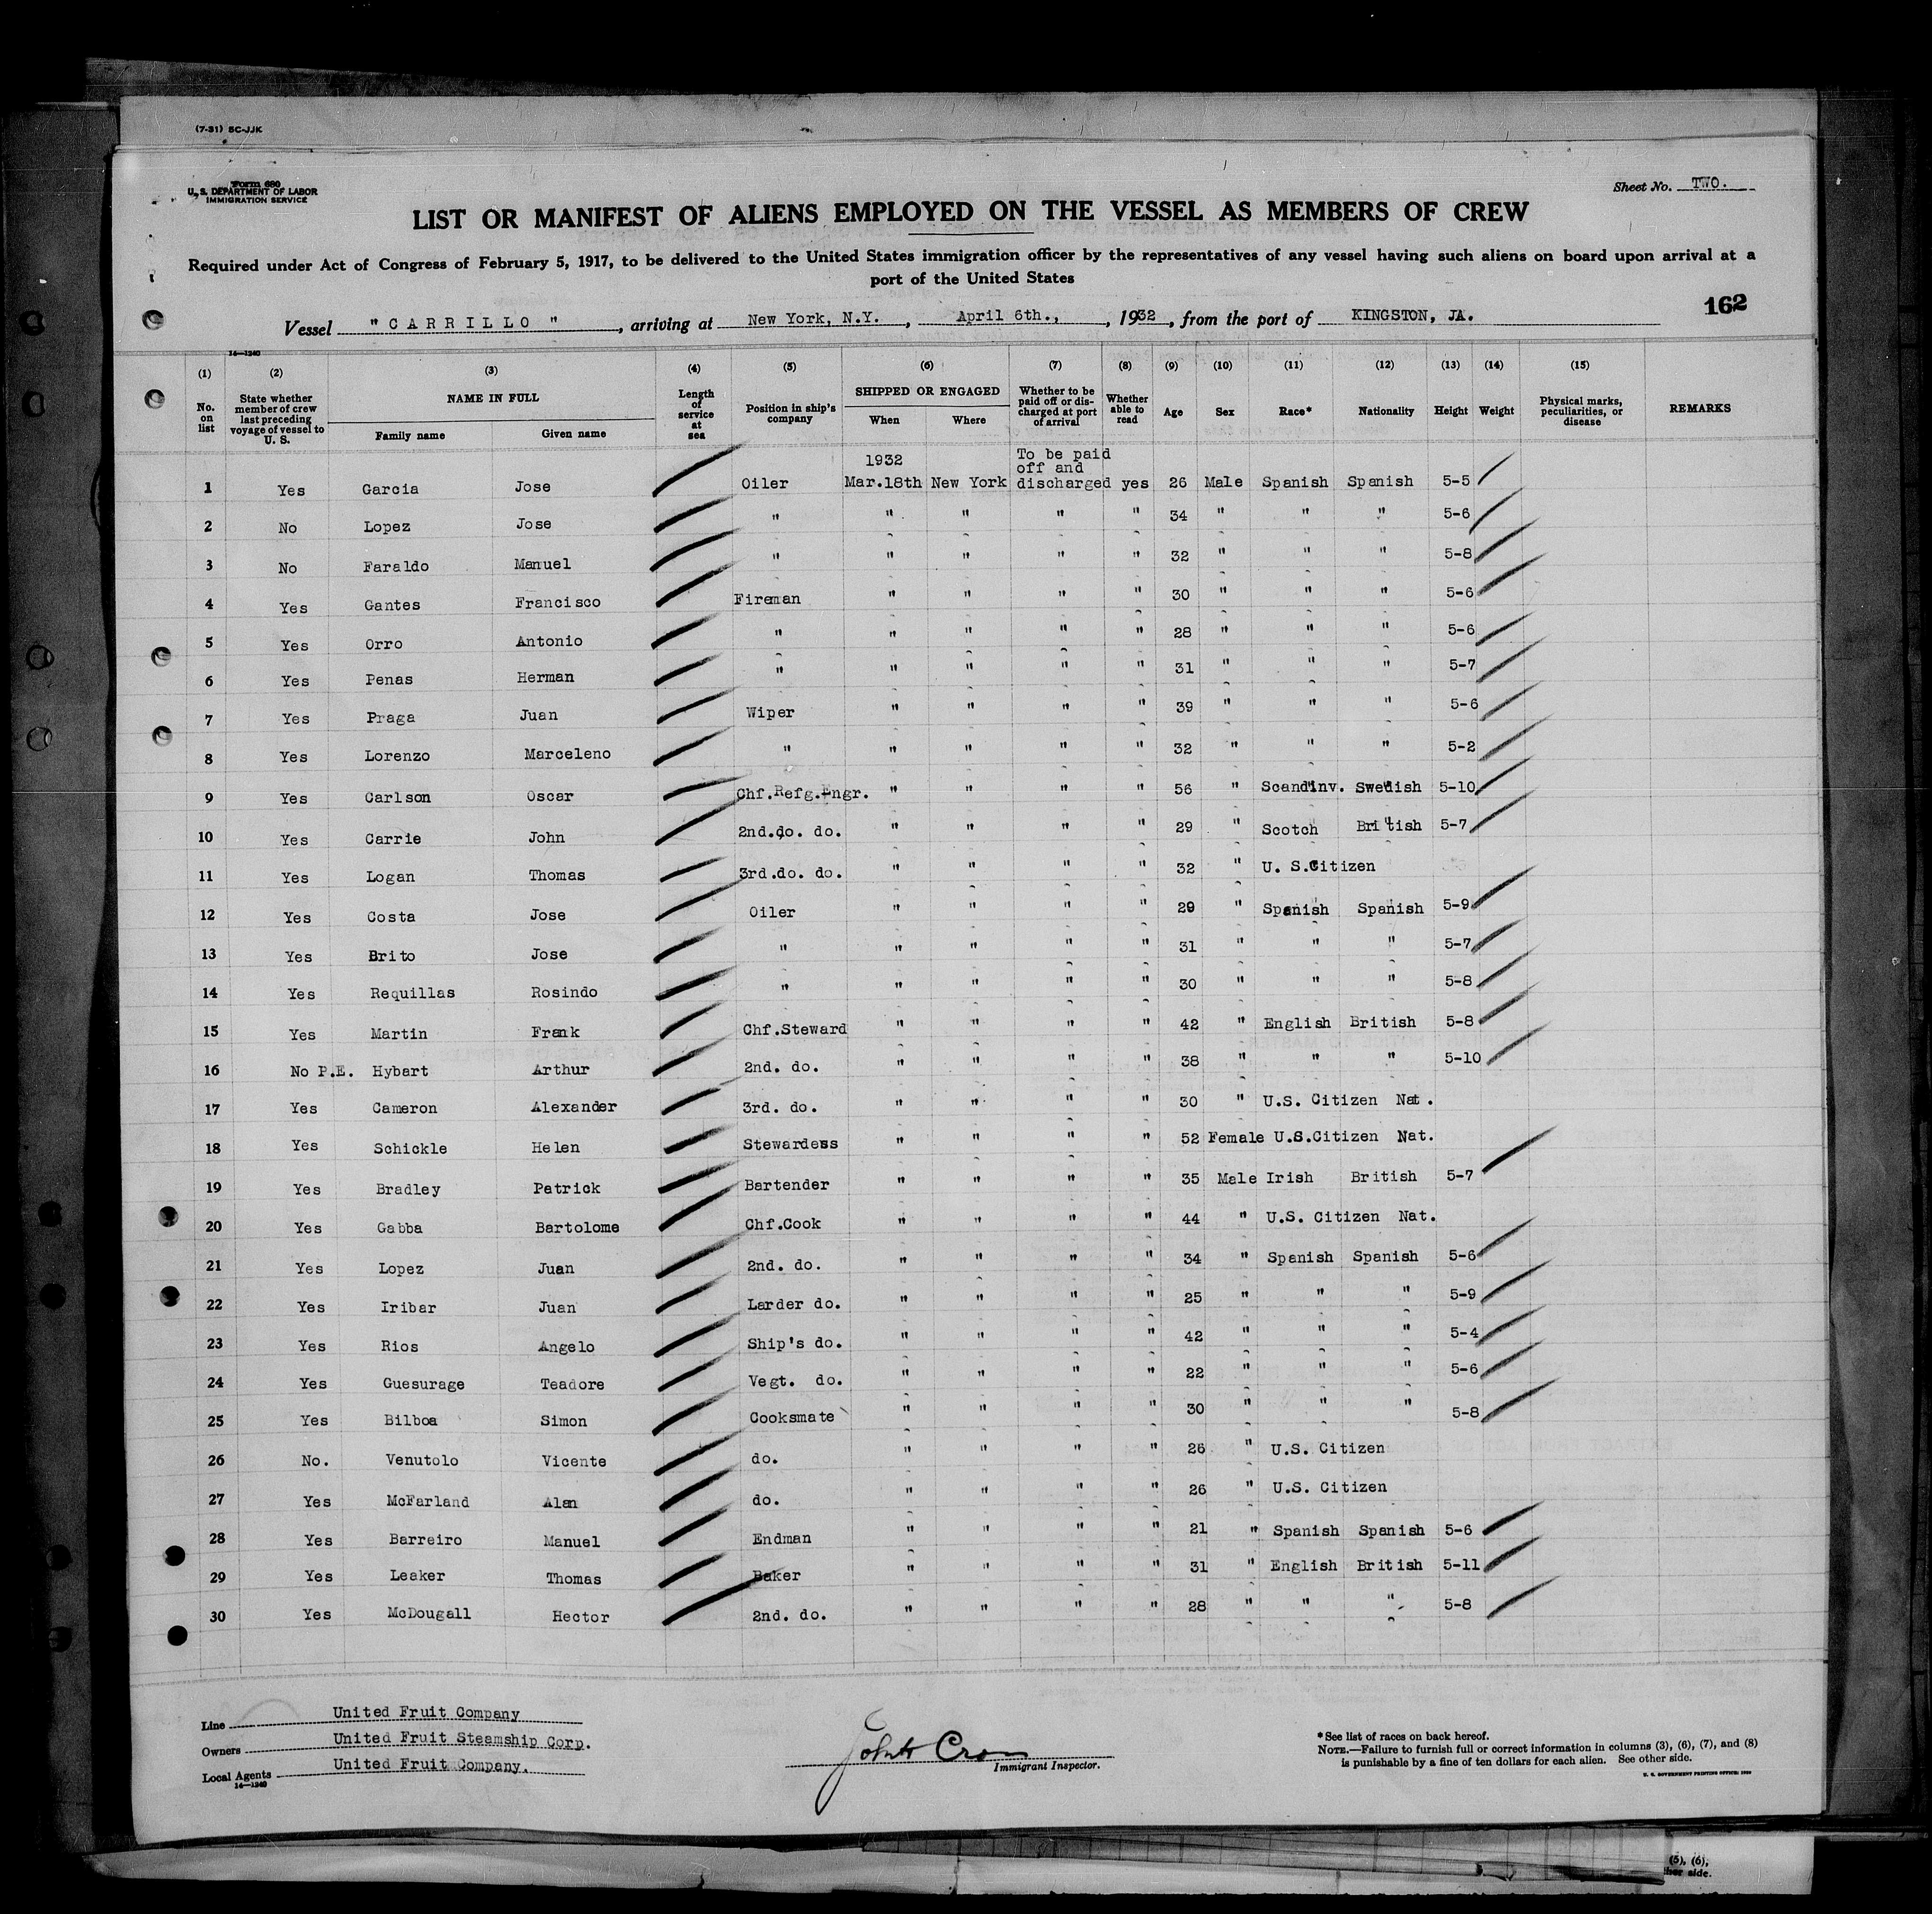 (7-31) 5C-JJK
Form 680
U. S. DEPARTMENT OF LABOR
IMMIGRATION SERVICE
Sheet No. TWO.
LIST OR MANIFEST OF ALIENS EMPLOYED ON THE VESSEL AS MEMBERS OF CREW
Required under Act of Congress of February 5, 1917, to be delivered to the United States immigration officer by the representatives of any vessel having such aliens on board upon arrival at a
port of the United States
162
Vessel "CARRILLO", arriving at New York, N.Y., April 6th., 1932, from the port of KINGSTON, JA.
14—1240
(1) (2) (3) (4) (5) (6) (7) (8) (9) (10) (11) (12) (13) (14) (15)
No. on list | State whether member of crew last preceding voyage of vessel to U. S. | NAME IN FULL | Family name | Given name | Length of service at sea | Position in ship's company | SHIPPED OR ENGAGED | When | Where | Whether to be paid off or discharged at port of arrival | Whether able to read | Age | Sex | Race* | Nationality | Height | Weight | Physical marks, peculiarities, or disease | REMARKS
1 Yes Garcia Jose Oiler 1932 Mar.18th New York To be paid off and discharged yes 26 Male Spanish Spanish 5-5
2 No Lopez Jose " " " " " 34 " " " 5-6
3 No Faraldo Manuel " " " " " 32 " " " 5-8
4 Yes Gantes Francisco Fireman " " " " 30 " " " 5-6
5 Yes Orro Antonio " " " " " 28 " " " 5-6
6 Yes Penas Herman " " " " " 31 " " " 5-7
7 Yes Praga Juan Wiper " " " " 39 " " " 5-6
8 Yes Lorenzo Marceleno " " " " " 32 " " " 5-2
9 Yes Carlson Oscar Chf.Refg.Engr. " " " " 56 " Scandinv. Swedish 5-10
10 Yes Carrie John 2nd.do. do. " " " " 29 " Scotch British 5-7
11 Yes Logan Thomas 3rd.do. do. " " " " 32 " U. S.Citizen
12 Yes Costa Jose Oiler " " " " 29 " Spanish Spanish 5-9
13 Yes Brito Jose " " " " " 31 " " " 5-7
14 Yes Requillas Rosindo " " " " " 30 " " " 5-8
15 Yes Martin Frank Chf.Steward " " " " 42 " English British 5-8
16 No P.E. Hybart Arthur 2nd. do. " " " " 38 " " " 5-10
17 Yes Cameron Alexander 3rd. do. " " " " 30 " U.S. Citizen Nat.
18 Yes Schickle Helen Stewardess " " " " 52 Female U.S.Citizen Nat.
19 Yes Bradley Patrick Bartender " " " " 35 Male Irish British 5-7
20 Yes Gabba Bartolome Chf.Cook " " " " 44 " U.S. Citizen Nat.
21 Yes Lopez Juan 2nd. do. " " " " 34 " Spanish Spanish 5-6
22 Yes Iribar Juan Larder do. " " " " 25 " " " 5-9
23 Yes Rios Angelo Ship's do. " " " " 42 " " " 5-4
24 Yes Guesurage Teadore Vegt. do. " " " " 22 " " " 5-6
25 Yes Bilboa Simon Cooksmate " " " " 30 " " " 5-8
26 No. Venutolo Vicente do. " " " " 26 " U.S. Citizen
27 Yes McFarland Alan do. " " " " 26 " U.S. Citizen
28 Yes Barreiro Manuel Endman " " " " 21 " Spanish Spanish 5-6
29 Yes Leaker Thomas Baker " " " " 31 " English British 5-11
30 Yes McDougall Hector 2nd. do. " " " " 28 " " " 5-8
Line United Fruit Company
Owners United Fruit Steamship Corp.
Local Agents United Fruit Company.
14—1240
Immigrant Inspector.
*See list of races on back hereof.
NOTE.—Failure to furnish full or correct information in columns (3), (6), (7), and (8)
is punishable by a fine of ten dollars for each alien. See other side.
U. S. GOVERNMENT PRINTING OFFICE:
(5), (6),
her side.